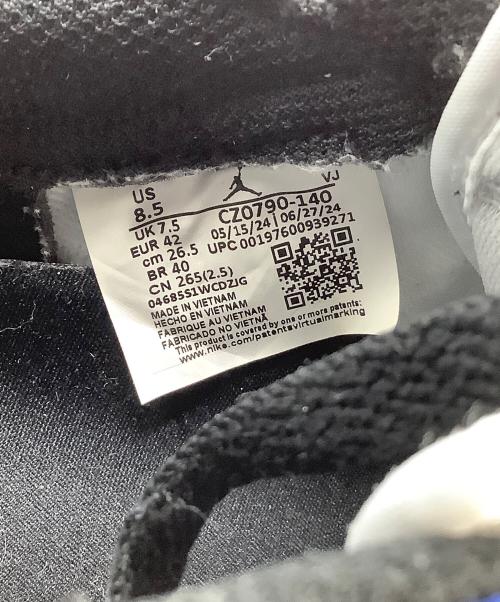 US
8.5
VJ
UK 7.5
CZ0790-140
EUR 42
05/15/24 | 06/27/24
cm 26.5
UPC 00197600939271
BR 40
CN 265(2.5)
04685S1WCDZJG
MADE IN VIETNAM
HECHO EN VIETNAM
FABRIQUE AU VIETNAM
FABRICADO NO VIETNÃ
This product is covered by one or more patents:
www.nike.com/patentsvirtualmarking